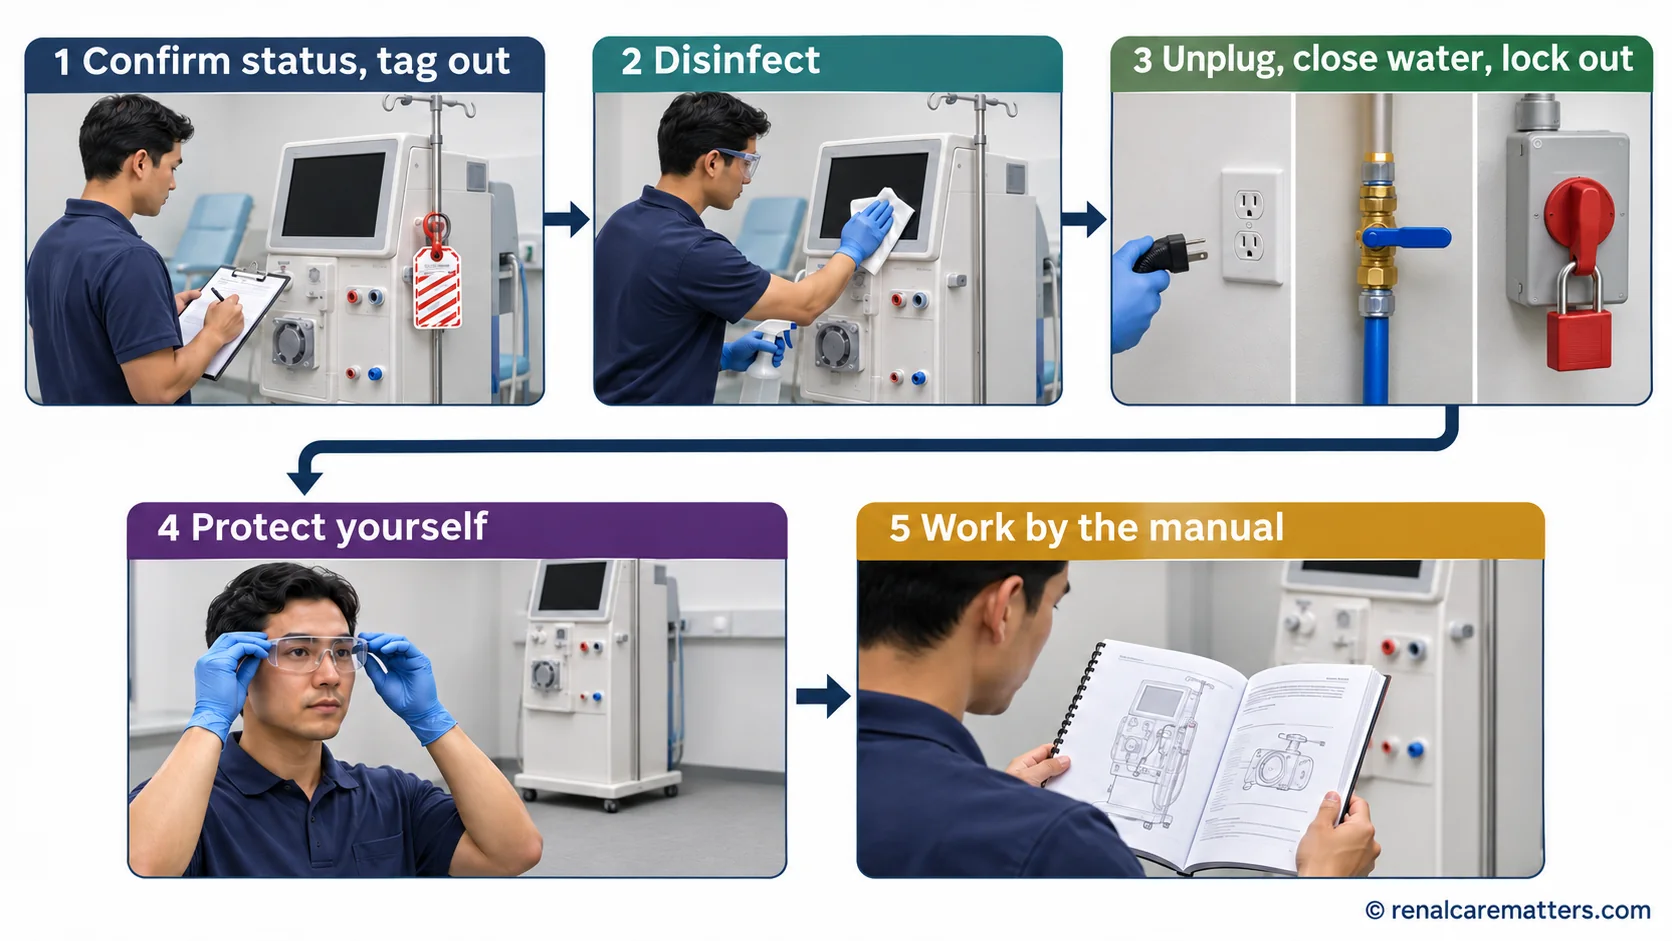 1 Confirm status, tag out
2 Disinfect
3 Unplug, close water, lock out
4 Protect yourself
5 Work by the manual
© renalcarematters.com